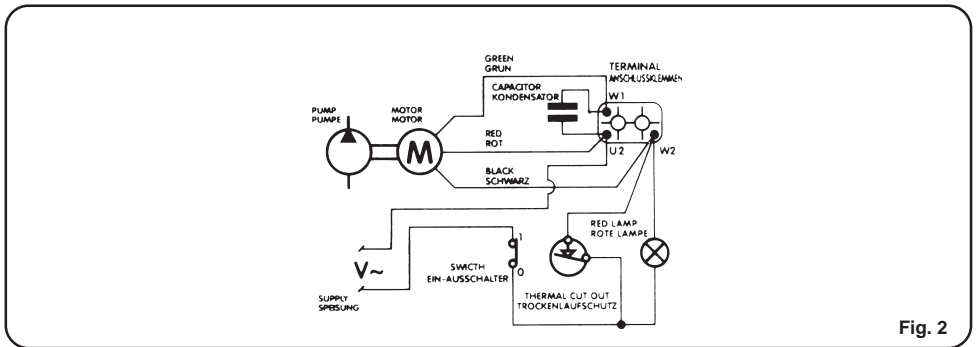 GREEN
GRUN
TERMINAL
ANSCHLUSSKLEMMEN
CAPACITOR
KONDENSATOR
W1
PUMP
PUMPE
MOTOR
MOTOR
M
RED
ROT
U2
W2
BLACK
SCHWARZ
RED LAMP
ROTE LAMPE
1
V~
SWICTH
EIN-AUSSCHALTER
0
SUPPLY
SPEISUNG
THERMAL CUT OUT
TROCKENLAUFSCHUTZ
Fig. 2